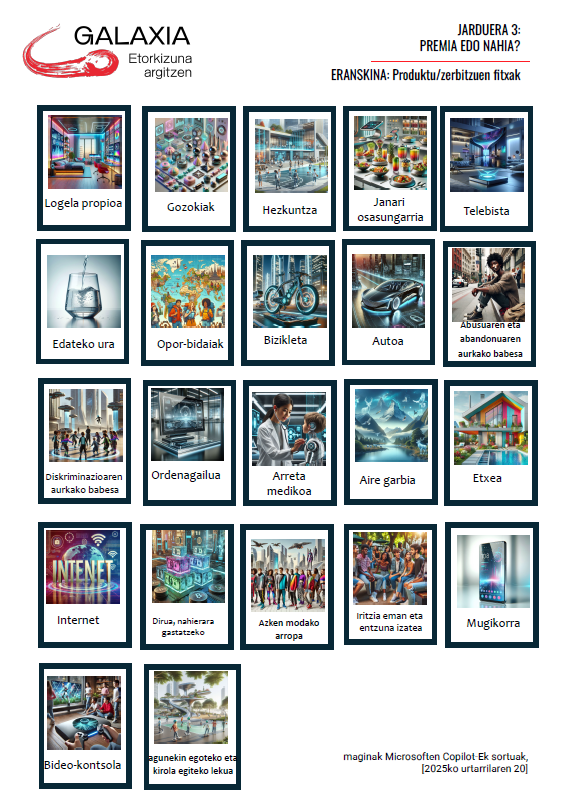 GALAXIA
Etorkizuna
argitzen
JARDUERA 3:
PREMIA EDO NAHIA?
ERANSKINA: Produktu/zerbitzuen fitxak
Logela propioa
Gozokiak
Hezkuntza
Janari
osasungarria
Telebista
Edateko ura
Opor-bidaiak
Bizikleta
Autoa
Abusuaren eta
abandonuaren
aurkako babesa
Diskriminazioaren
aurkako babesa
Ordenagailua
Arreta
medikoa
Aire garbia
Etxea
INTENET
Internet
Dirua, nahierara
gastatzeko
Azken modako
arropa
Iritzia eman eta
entzuna izatea
Mugikorra
Bideo-kontsola
agunekin egoteko eta
kirola egiteko lekua
maginak Microsoften Copilot-Ek sortuak,
[2025ko urtarrilaren 20]